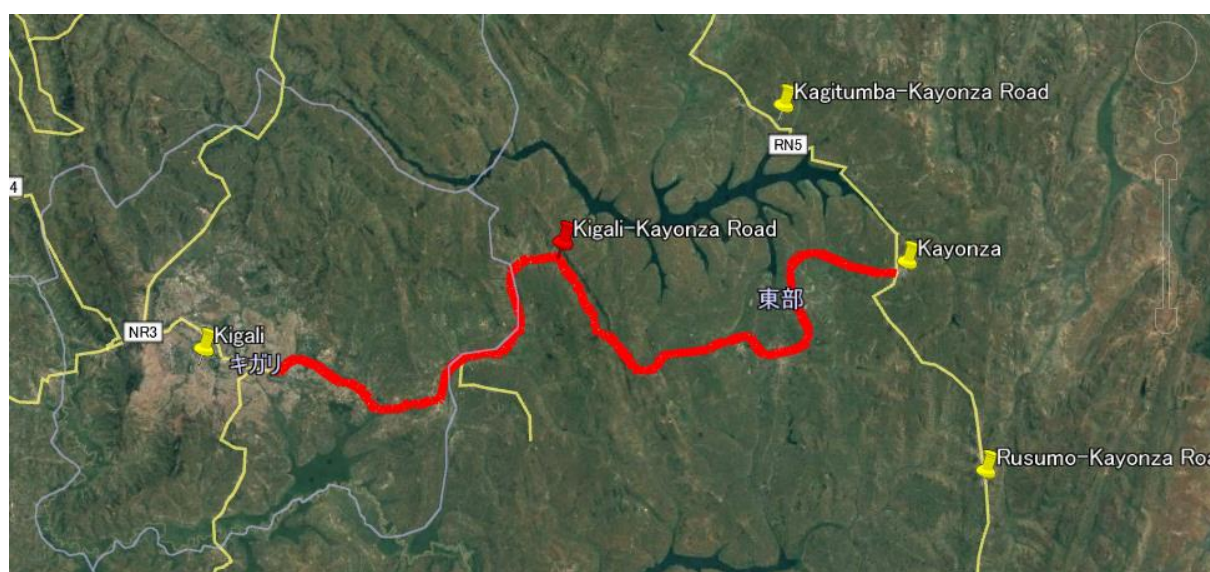 Kagitumba-Kayonza Road
RN5
4
Kigali-Kayonza Road
Kayonza
東部
NR3
Kigali
キガリ
Rusumo-Kayonza Roa